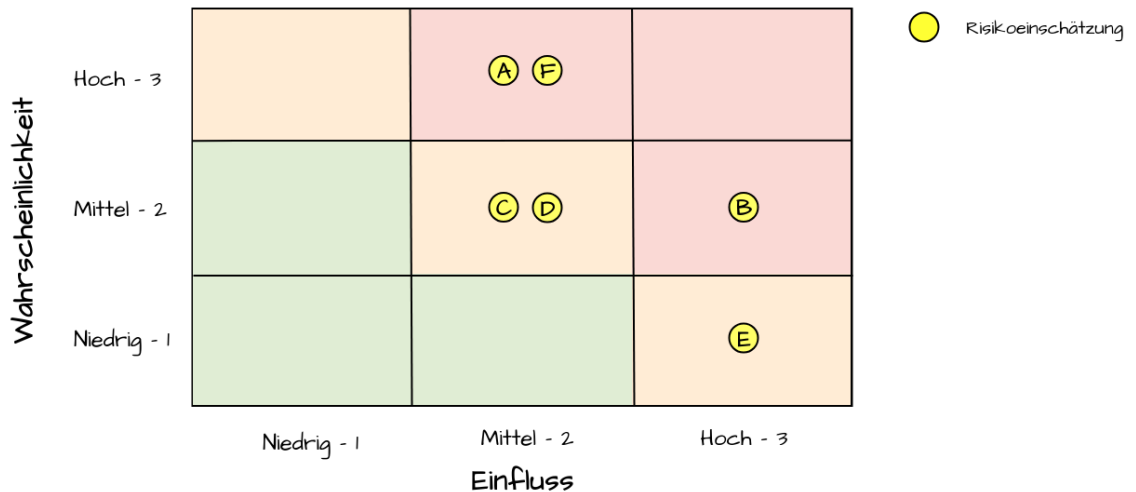 Risikoeinschätzung
Wahrscheinlichkeit
Hoch - 3
A F
Mittel - 2
C D B
Niedrig - 1
E
Niedrig - 1 Mittel - 2 Hoch - 3
Einfluss